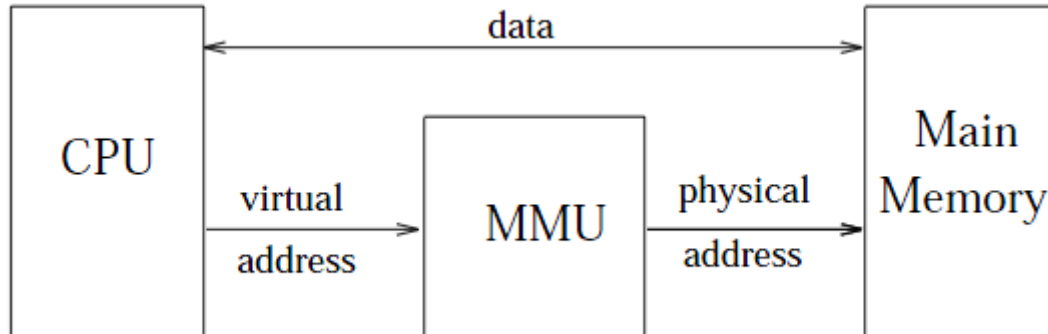 data
CPU
virtual
address
MMU
physical
address
Main
Memory